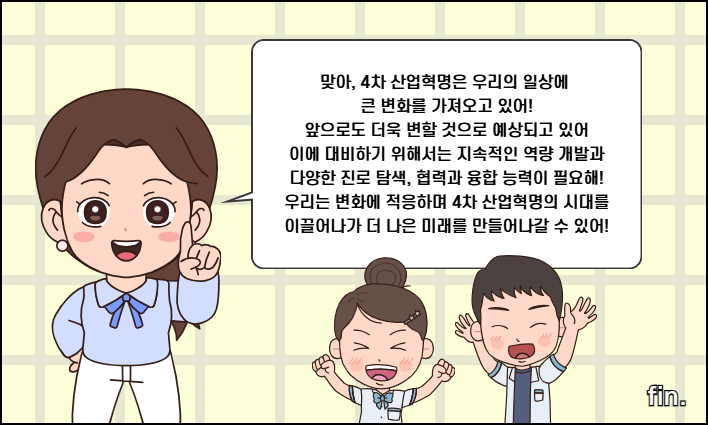 맞아, 4차 산업혁명은 우리의 일상에
큰 변화를 가져오고 있어!
앞으로도 더욱 변할 것으로 예상되고 있어
이에 대비하기 위해서는 지속적인 역량 개발과
다양한 진로 탐색, 협력과 융합 능력이 필요해!
우리는 변화에 적응하며 4차 산업혁명의 시대를
이끌어나가 더 나은 미래를 만들어나갈 수 있어!
fin.